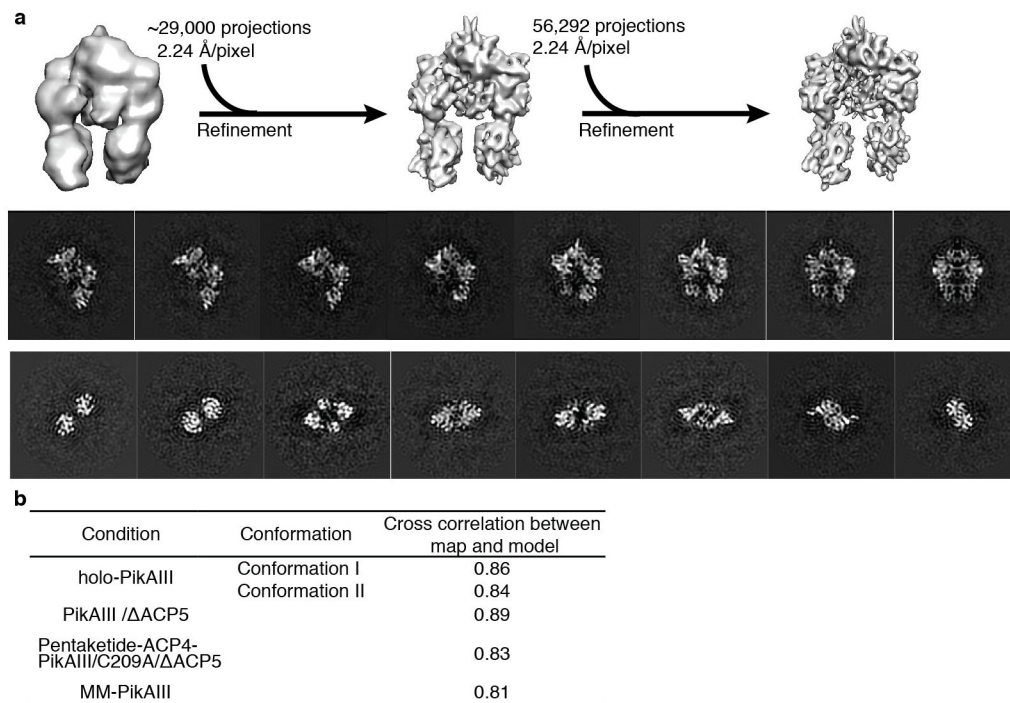 a
~29,000 projections
2.24 Å/pixel
Refinement
56,292 projections
2.24 Å/pixel
Refinement
b
Condition Conformation Cross correlation between
map and model
holo-PikAIII Conformation I 0.86
Conformation II 0.84
PikAIII /ΔACP5 0.89
Pentaketide-ACP4-
PikAIII/C209A/ΔACP5 0.83
MM-PikAIII 0.81